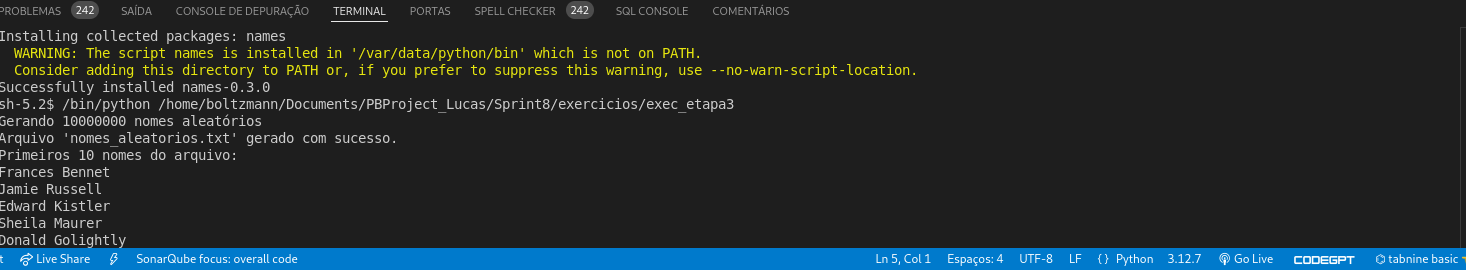 PROBLEMAS 242 SAÍDA CONSOLE DE DEPURAÇÃO TERMINAL PORTAS SPELL CHECKER 242 SQL CONSOLE COMENTÁRIOS
Installing collected packages: names
WARNING: The script names is installed in '/var/data/python/bin' which is not on PATH.
Consider adding this directory to PATH or, if you prefer to suppress this warning, use --no-warn-script-location.
Successfully installed names-0.3.0
sh-5.2$ /bin/python /home/boltzmann/Documents/PBProject_Lucas/Sprint8/exercicios/exec_etapa3
Gerando 10000000 nomes aleatórios
Arquivo 'nomes_aleatorios.txt' gerado com sucesso.
Primeiros 10 nomes do arquivo:
Frances Bennet
Jamie Russell
Edward Kistler
Sheila Maurer
Donald Golightly
t Live Share SonarQube focus: overall code Ln 5, Col 1 Espaços: 4 UTF-8 LF {} Python 3.12.7 Go Live CODEGPT tabnine basic